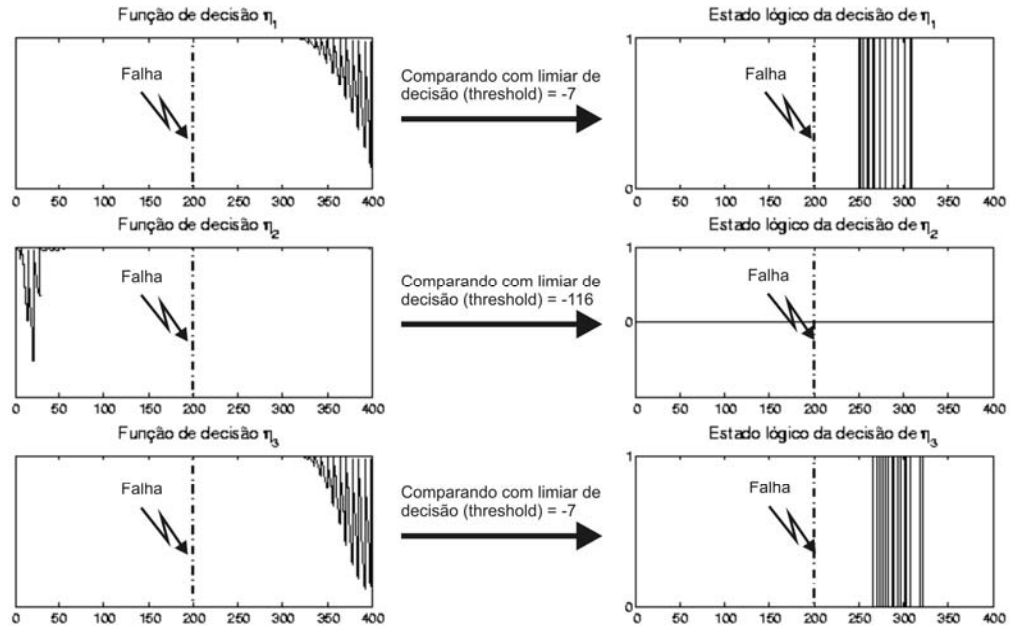 Função de decisão η1
Estado lógico da decisão de η1
1
Falha
Comparando com limiar de
decisão (threshold) = -7
Falha
0
0 50 100 150 200 250 300 350 400
0 50 100 150 200 250 300 350 400
Função de decisão η2
Estado lógico da decisão de η2
1
Falha
Comparando com limiar de
decisão (threshold) = -116
Falha
0
0 50 100 150 200 250 300 350 400
0 50 100 150 200 250 300 350 400
Função de decisão η3
Estado lógico da decisão de η3
1
Falha
Comparando com limiar de
decisão (threshold) = -7
Falha
0
0 50 100 150 200 250 300 350 400
0 50 100 150 200 250 300 350 400